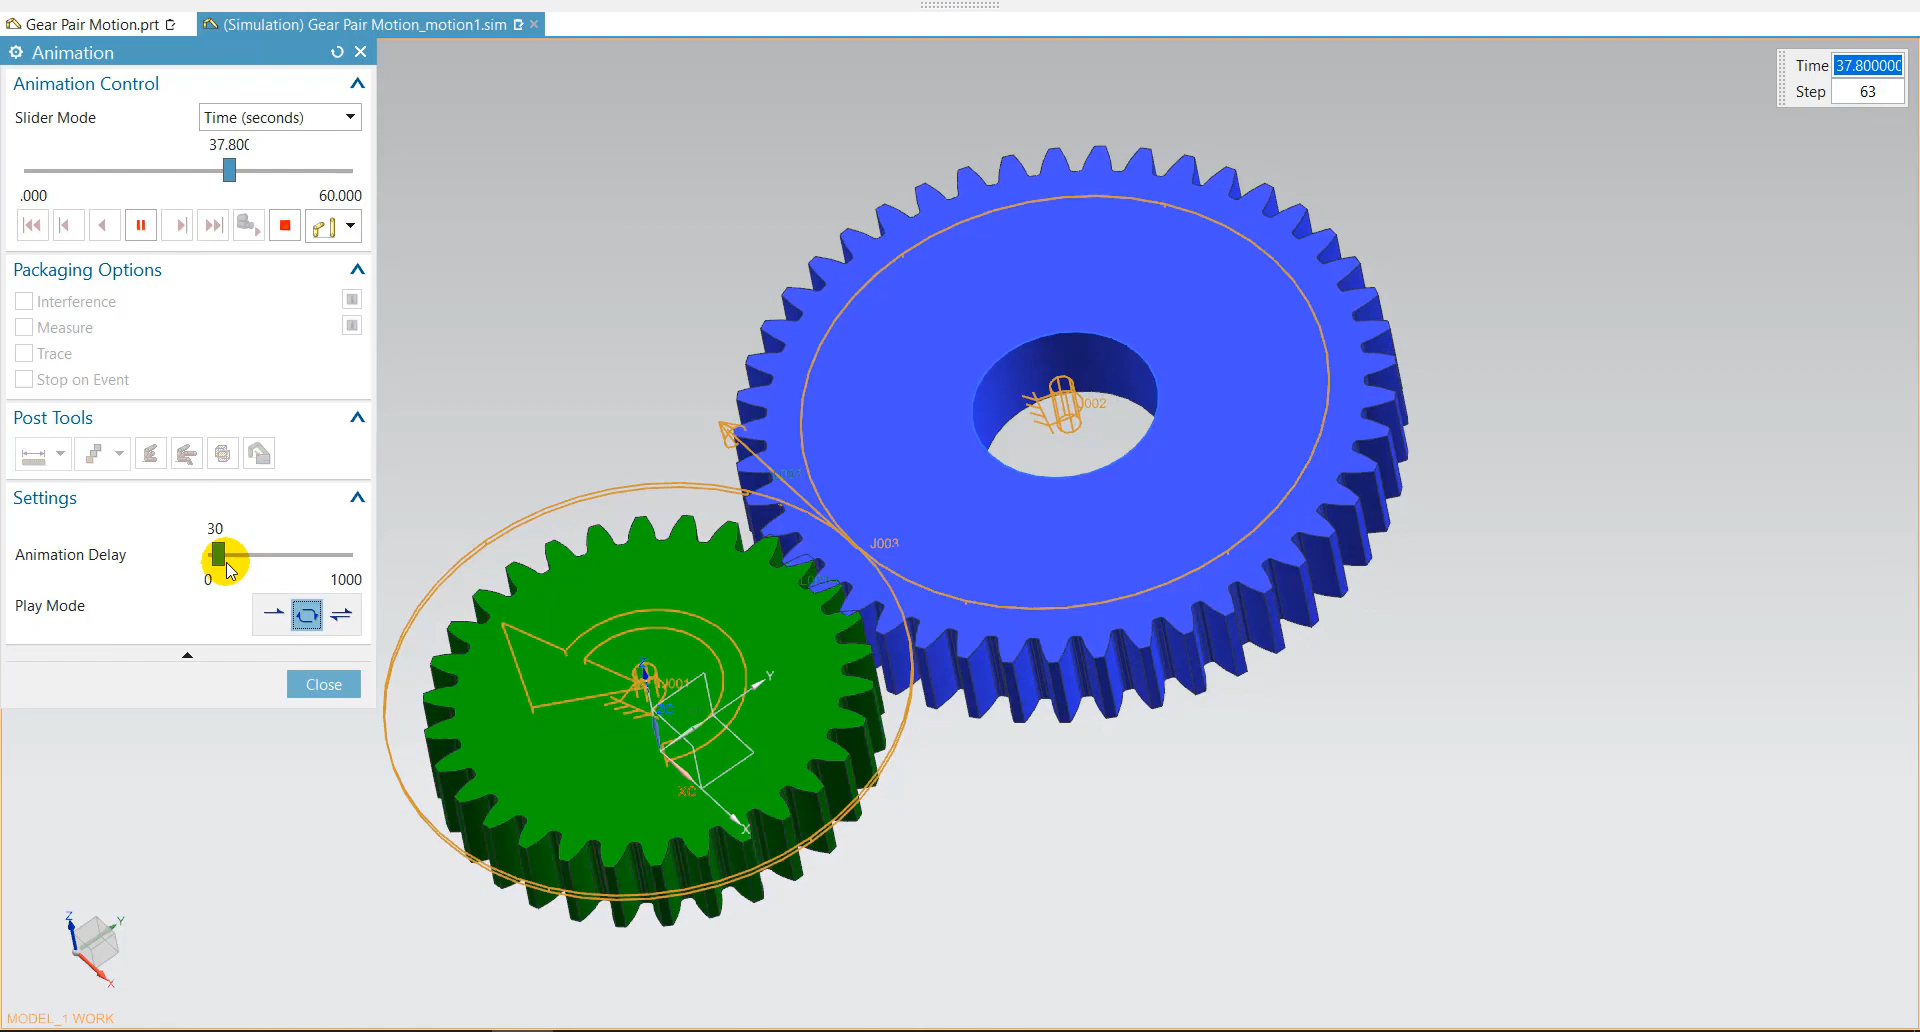 Gear Pair Motion.prt
(Simulation) Gear Pair Motion_motion1.sim
Animation
Animation Control
Slider Mode
Time (seconds)
37.80
.000
60.000
Packaging Options
Interference
Measure
Trace
Stop on Event
Post Tools
Settings
30
Animation Delay
0
1000
Play Mode
Close
Time 37.800000
Step 63
J002
J003
J001
XC
Y
X
Z
Y
X
MODEL_1 WORK